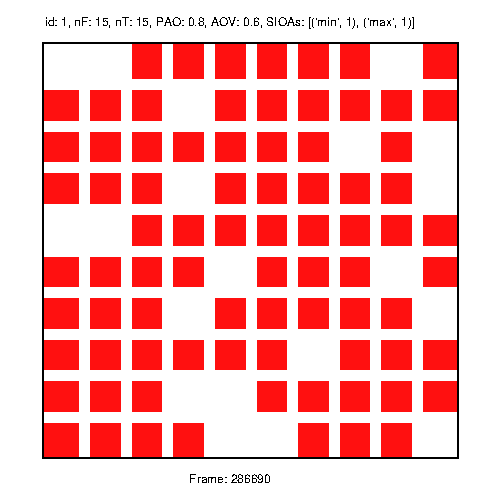 id: 1, nF: 15, nT: 15, PAO: 0.8, AOV: 0.6, SIOAs: [('min', 1), ('max', 1)]
Frame: 286690